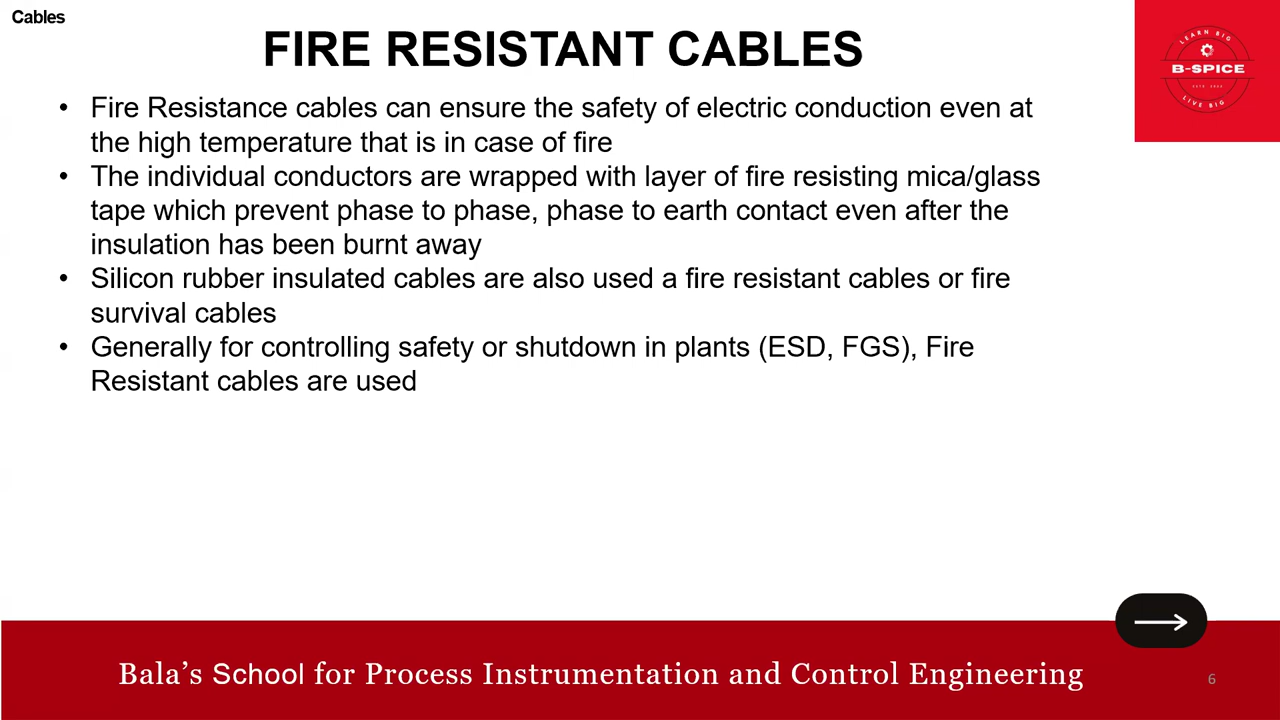 Cables
FIRE RESISTANT CABLES
LEARN BIG
B-SPICE
LIVE BIG
• Fire Resistance cables can ensure the safety of electric conduction even at
the high temperature that is in case of fire
• The individual conductors are wrapped with layer of fire resisting mica/glass
tape which prevent phase to phase, phase to earth contact even after the
insulation has been burnt away
• Silicon rubber insulated cables are also used a fire resistant cables or fire
survival cables
• Generally for controlling safety or shutdown in plants (ESD, FGS), Fire
Resistant cables are used
Bala’s School for Process Instrumentation and Control Engineering
6